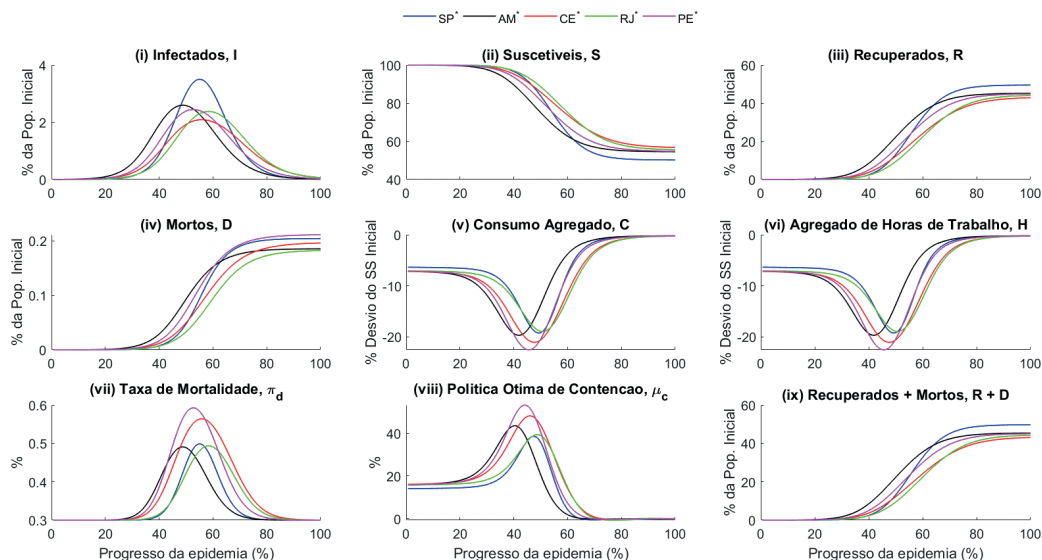 SP* AM* CE* RJ* PE*
(i) Infectados, I
(ii) Suscetiveis, S
(iii) Recuperados, R
% da Pop. Inicial
4
2
0
0 20 40 60 80 100
% da Pop. Inicial
100
80
60
40
0 20 40 60 80 100
% da Pop. Inicial
60
40
20
0
0 20 40 60 80 100
(iv) Mortos, D
(v) Consumo Agregado, C
(vi) Agregado de Horas de Trabalho, H
% da Pop. Inicial
0.2
0.1
0
0 20 40 60 80 100
% Desvio do SS Inicial
0
-10
-20
0 20 40 60 80 100
% Desvio do SS Inicial
0
-10
-20
0 20 40 60 80 100
(vii) Taxa de Mortalidade, π_d
(viii) Politica Otima de Contencao, μ_c
(ix) Recuperados + Mortos, R + D
%
0.6
0.5
0.4
0.3
0 20 40 60 80 100
Progresso da epidemia (%)
%
40
20
0
0 20 40 60 80 100
Progresso da epidemia (%)
% da Pop. Inicial
60
40
20
0
0 20 40 60 80 100
Progresso da epidemia (%)